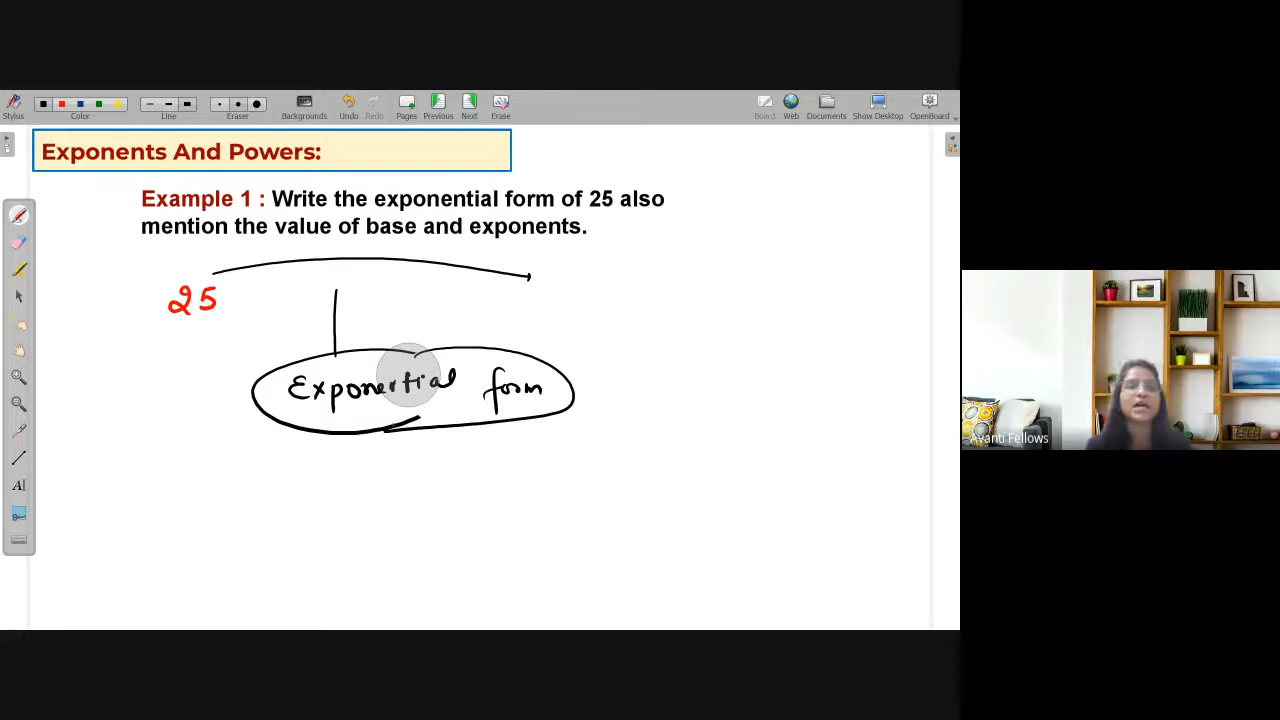 Stylus
Color
Line
Eraser
Backgrounds
Undo
Redo
Pages
Previous
Next
Erase
Board
Web
Documents
Show Desktop
OpenBoard
Exponents And Powers:
Example 1 : Write the exponential form of 25 also
mention the value of base and exponents.
25
Exponential form
Avanti Fellows